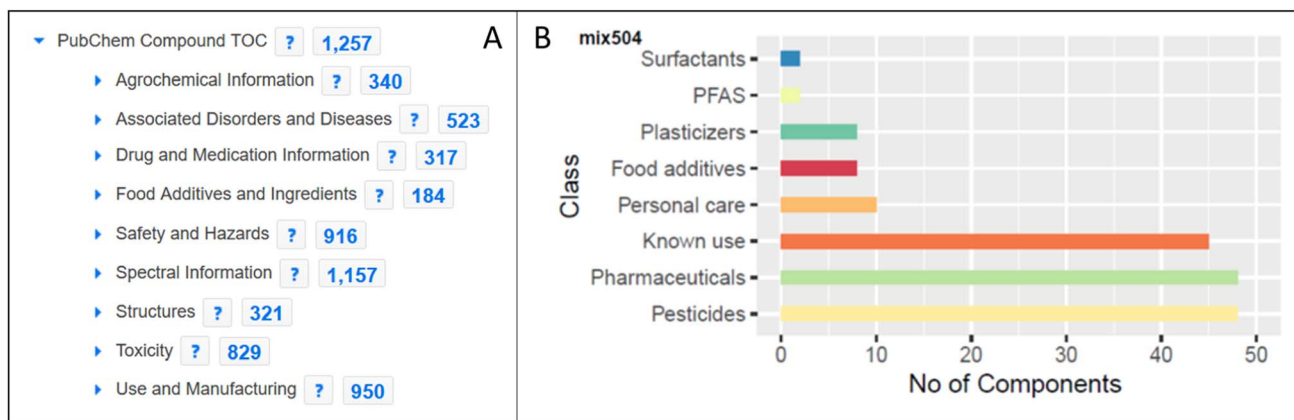 A
PubChem Compound TOC ? 1,257
Agrochemical Information ? 340
Associated Disorders and Diseases ? 523
Drug and Medication Information ? 317
Food Additives and Ingredients ? 184
Safety and Hazards ? 916
Spectral Information ? 1,157
Structures ? 321
Toxicity ? 829
Use and Manufacturing ? 950
B
mix504
Class
Surfactants
PFAS
Plasticizers
Food additives
Personal care
Known use
Pharmaceuticals
Pesticides
0 10 20 30 40 50
No of Components